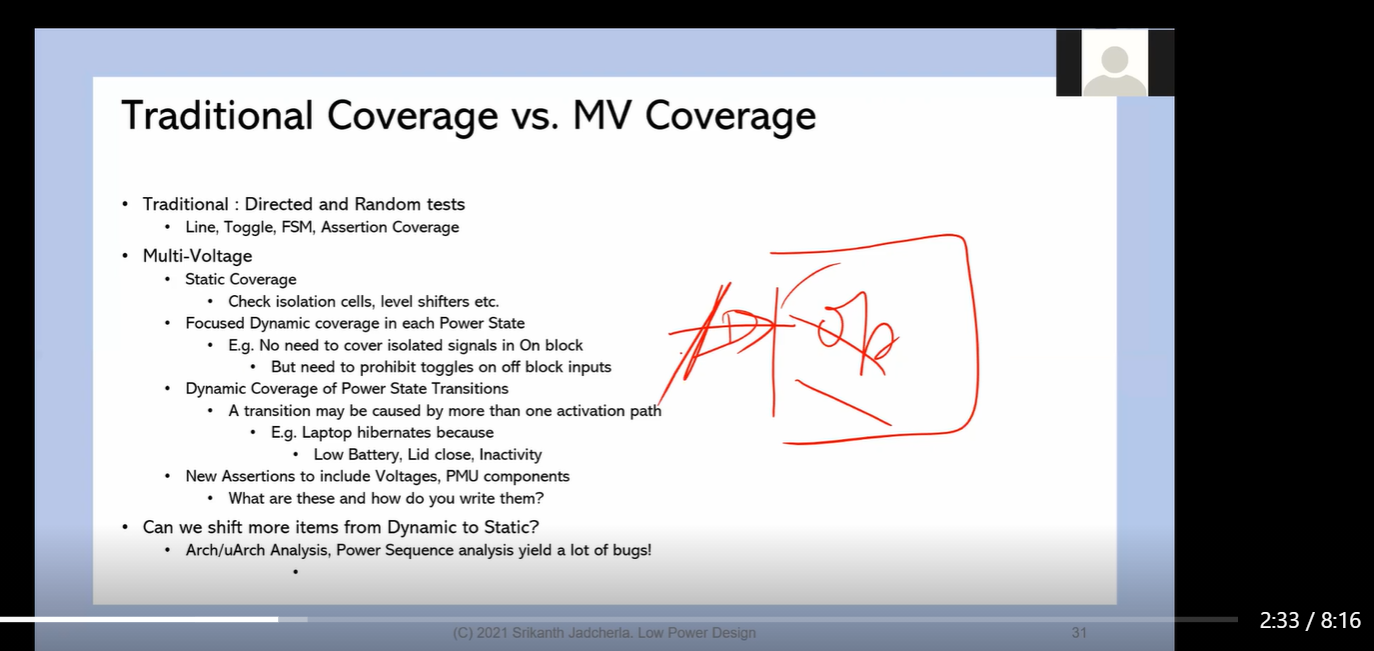 Traditional Coverage vs. MV Coverage
• Traditional : Directed and Random tests
• Line, Toggle, FSM, Assertion Coverage
• Multi-Voltage
• Static Coverage
• Check isolation cells, level shifters etc.
• Focused Dynamic coverage in each Power State
• E.g. No need to cover isolated signals in On block
• But need to prohibit toggles on off block inputs
• Dynamic Coverage of Power State Transitions
• A transition may be caused by more than one activation path
• E.g. Laptop hibernates because
• Low Battery, Lid close, Inactivity
• New Assertions to include Voltages, PMU components
• What are these and how do you write them?
• Can we shift more items from Dynamic to Static?
• Arch/uArch Analysis, Power Sequence analysis yield a lot of bugs!
•
2:33 / 8:16
(C) 2021 Srikanth Jadcherla. Low Power Design
31